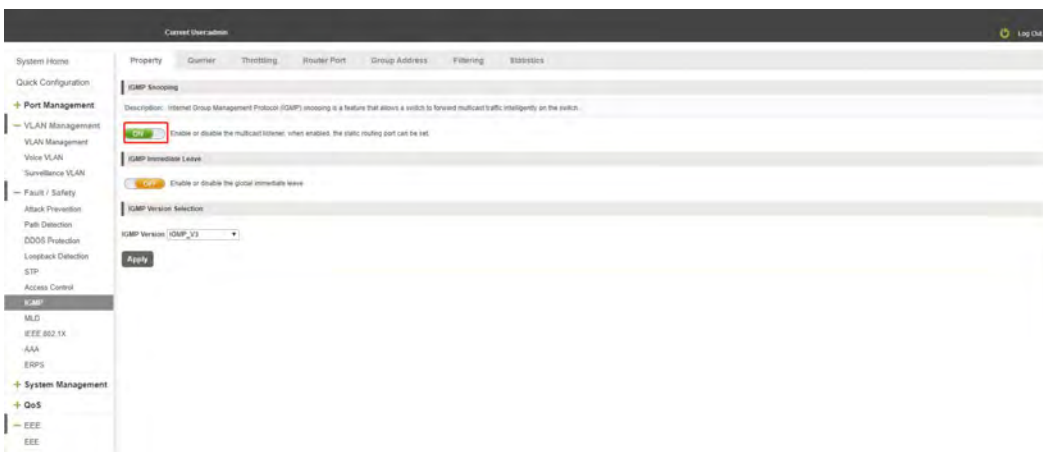 Current User:admin
Log Out
System Home
Quick Configuration
Port Management
VLAN Management
VLAN Management
Voice VLAN
Surveillance VLAN
Fault / Safety
Attack Prevention
Path Detection
DDOS Protection
Loopback Detection
STP
Access Control
IGMP
MLD
IEEE 802.1X
AAA
ERPS
System Management
QoS
EEE
EEE
Property Querier Throttling Router Port Group Address Filtering Statistics
IGMP Snooping
Description: Internet Group Management Protocol (IGMP) snooping is a feature that allows a switch to forward multicast traffic intelligently on the switch.
ON Enable or disable the multicast listener, when enabled, the static routing port can be set.
IGMP Immediate Leave
OFF Enable or disable the global immediate leave
IGMP Version Selection
IGMP Version IGMP_V3
Apply